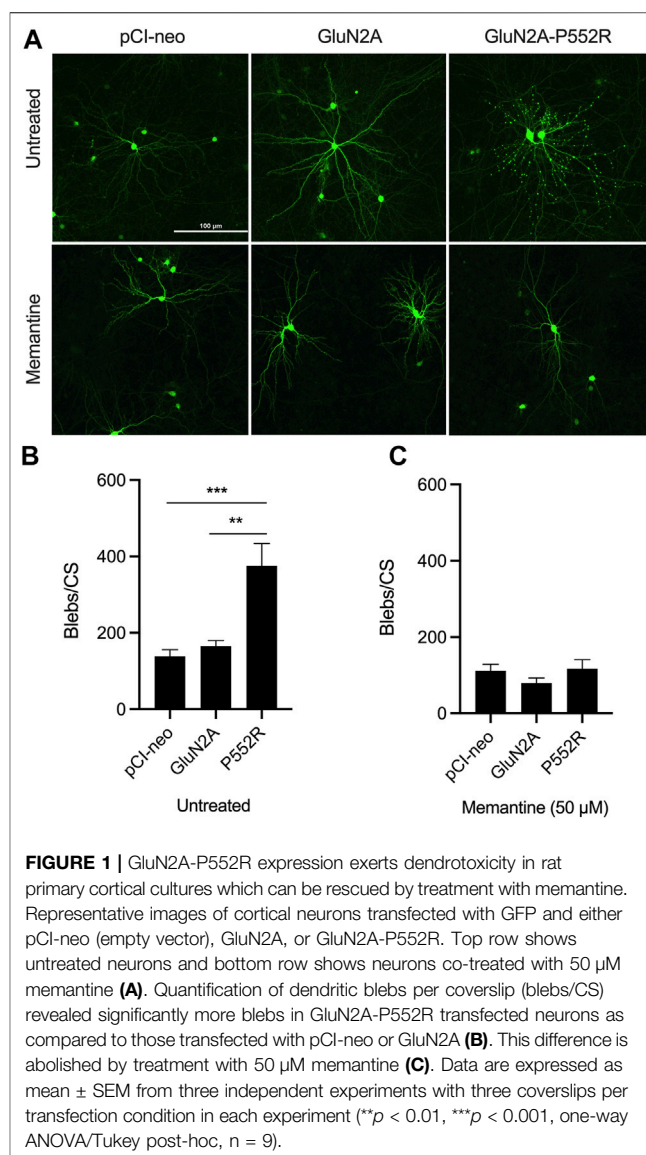 A
pCI-neo
GluN2A
GluN2A-P552R
Untreated
100 µm
Memantine
B
600
400
200
0
Blebs/CS
***
**
pCI-neo
GluN2A
P552R
Untreated
C
600
400
200
0
Blebs/CS
pCI-neo
GluN2A
P552R
Memantine (50 µM)
FIGURE 1 | GluN2A-P552R expression exerts dendrotoxicity in rat
primary cortical cultures which can be rescued by treatment with memantine.
Representative images of cortical neurons transfected with GFP and either
pCI-neo (empty vector), GluN2A, or GluN2A-P552R. Top row shows
untreated neurons and bottom row shows neurons co-treated with 50 µM
memantine (A). Quantification of dendritic blebs per coverslip (blebs/CS)
revealed significantly more blebs in GluN2A-P552R transfected neurons as
compared to those transfected with pCI-neo or GluN2A (B). This difference is
abolished by treatment with 50 µM memantine (C). Data are expressed as
mean ± SEM from three independent experiments with three coverslips per
transfection condition in each experiment (**p < 0.01, ***p < 0.001, one-way
ANOVA/Tukey post-hoc, n = 9).